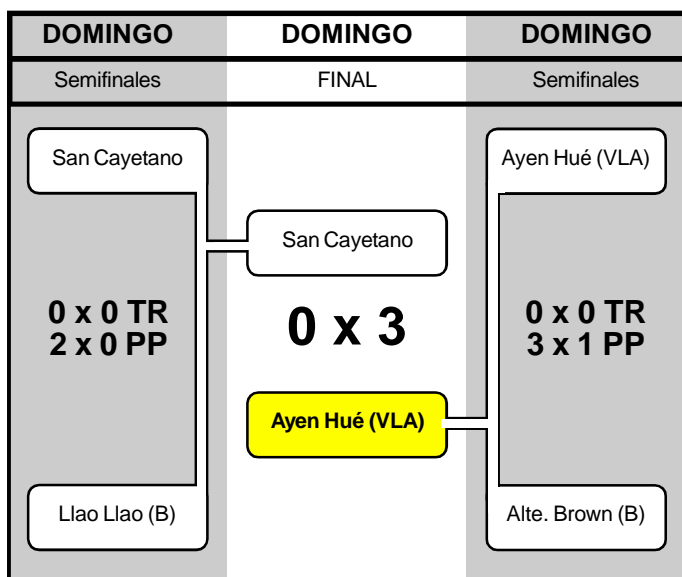 DOMINGO DOMINGO DOMINGO
Semifinales FINAL Semifinales
San Cayetano
Ayen Hué (VLA)
San Cayetano
0 x 0 TR
2 x 0 PP
0 x 3
0 x 0 TR
3 x 1 PP
Ayen Hué (VLA)
Llao Llao (B)
Alte. Brown (B)